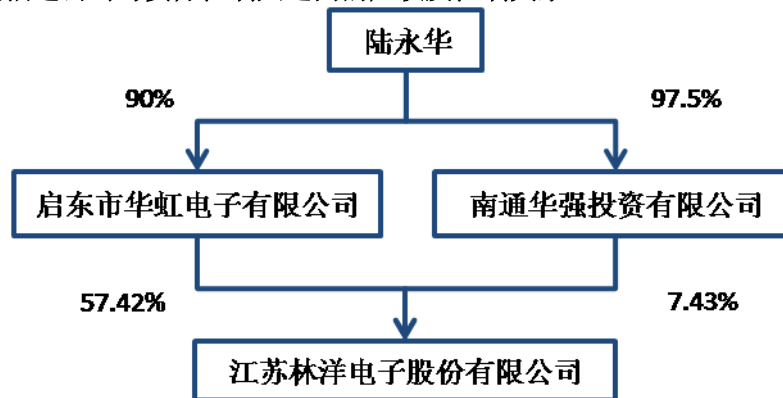 陆永华
90%
97.5%
启东市华虹电子有限公司
南通华强投资有限公司
57.42%
7.43%
江苏林洋电子股份有限公司